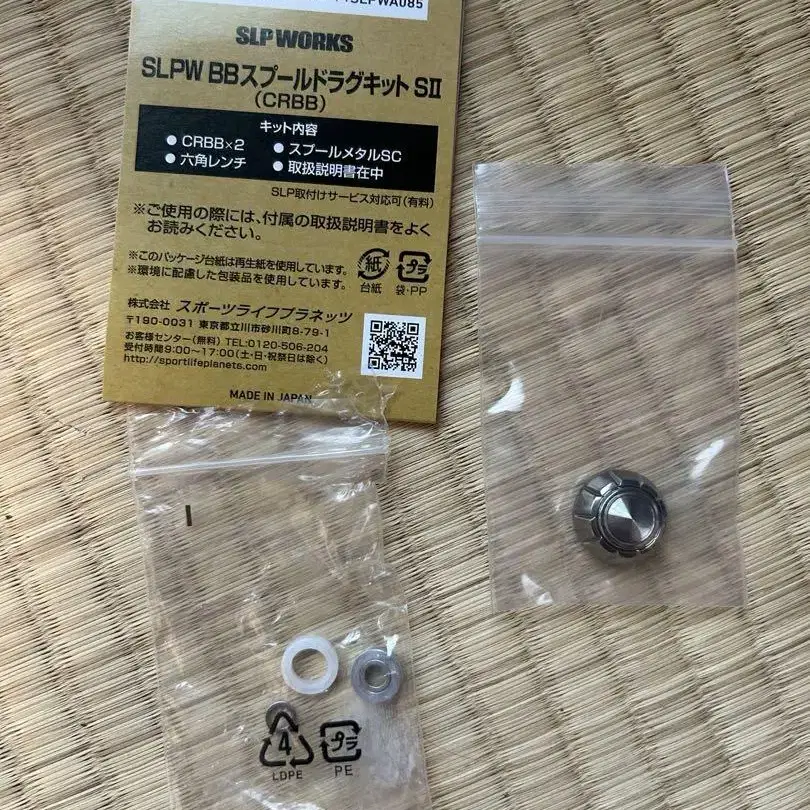 SLPWA085
SLP WORKS
SLPW BBスプールドラグキット SⅡ
(CRBB)
キット内容
● CRBB×2 ● スプールメタルSC
● 六角レンチ ● 取扱説明書在中
SLP取付けサービス対応可(有料)
※ご使用の際には、付属の取扱説明書をよく
お読みください。
※このパッケージ台紙は再生紙を使用しています。
※環境に配慮した包装品を使用しています。
紙 プラ
台紙 袋・PP
株式会社 スポーツライフプラネッツ
〒190-0031 東京都立川市砂川町8-79-1
お客様センター(無料) TEL:0120-506-204
受付時間9:00〜17:00(土・日・祝祭日は除く)
http://sportlifeplanets.com
MADE IN JAPAN
4 プラ
LDPE PE